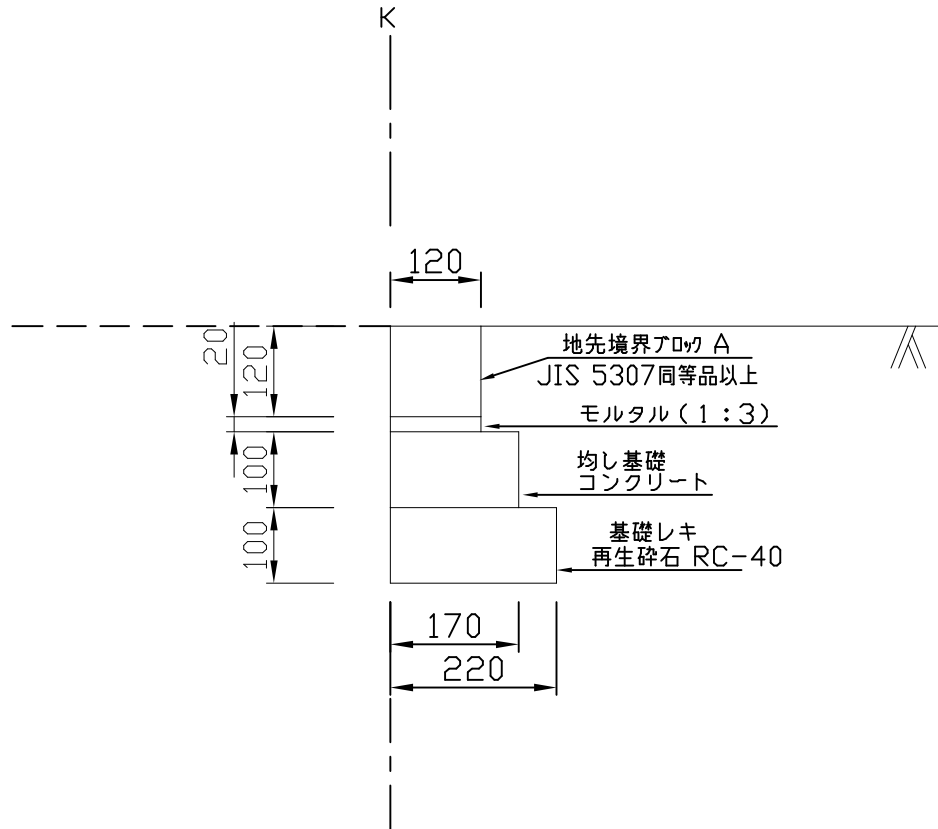 K
120
20
120
100
100
地先境界ブロック A
JIS 5307同等品以上
モルタル(1:3)
均し基礎
コンクリート
基礎レキ
再生砕石 RC-40
170
220